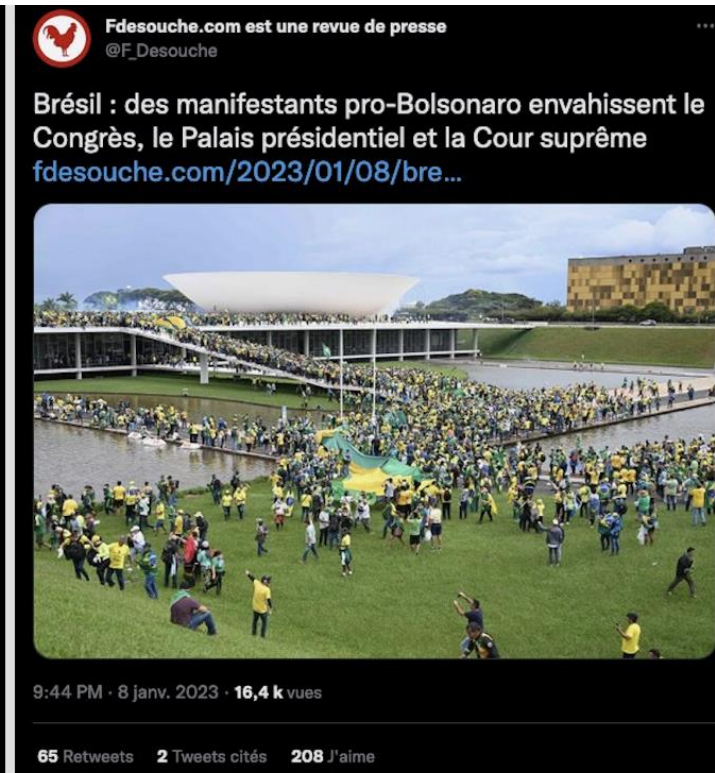 Fdesouche.com est une revue de presse
@F_Desouche
Brésil : des manifestants pro-Bolsonaro envahissent le
Congrès, le Palais présidentiel et la Cour suprême
fdesouche.com/2023/01/08/bre...
9:44 PM · 8 janv. 2023 · 16,4 k vues
65 Retweets 2 Tweets cités 208 J'aime